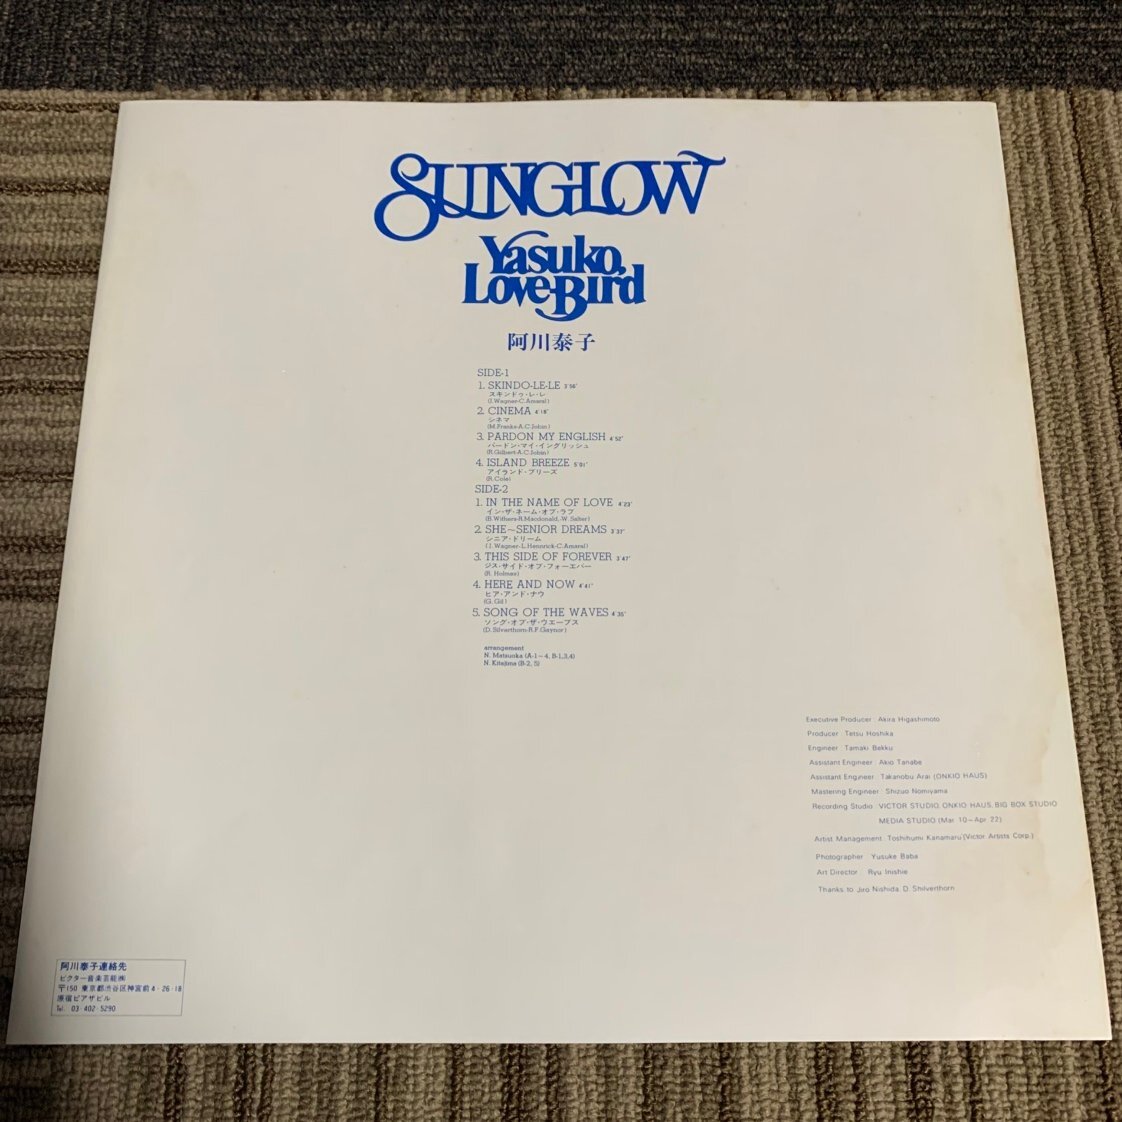 SUNGLOW
Yasuko,
Love-Bird
阿川泰子
SIDE-1
1. SKINDO-LE-LE 3'56"
スキンドゥ・レ・レ
(J.Wagner-C.Amaral)
2. CINEMA 4'18"
シネマ
(M.Franks-A.C.Jobin)
3. PARDON MY ENGLISH 4'52"
パードン・マイ・イングリッシュ
(R.Gilbert-A.C.Jobin)
4. ISLAND BREEZE 5'01"
アイランド・ブリーズ
(R.Cole)
SIDE-2
1. IN THE NAME OF LOVE 4'23"
イン・ザ・ネーム・オブ・ラブ
(B.Withers-R.Macdonald, W.Salter)
2. SHE~SENIOR DREAMS 3'37"
シニア・ドリーム
(J.Wagner-L.Hennrick-C.Amaral)
3. THIS SIDE OF FOREVER 3'47"
ジス・サイド・オブ・フォーエバー
(R. Holmes)
4. HERE AND NOW 4'41"
ヒア・アンド・ナウ
(G. Gil)
5. SONG OF THE WAVES 4'35"
ソング・オブ・ザ・ウエーブス
(D. Silverthorn-R.F.Gaynor)
arrangement
N. Matsuoka (A-1~4, B-1,3,4)
N. Kitajima (B-2, 5)
Executive Producer: Akira Higashimoto
Producer: Tetsu Hoshika
Engineer: Tamaki Bekku
Assistant Engineer: Akio Tanabe
Assistant Engineer: Takanobu Arai (ONKIO HAUS)
Mastering Engineer: Shizuo Nomiyama
Recording Studio: VICTOR STUDIO, ONKIO HAUS, BIG BOX STUDIO
MEDIA STUDIO (Mar. 10~Apr. 22)
Artist Management: Toshihumi Kanamaru [Victor Artists Corp.]
Photographer: Yusuke Baba
Art Director: Ryu Inishie
Thanks to Jiro Nishida, D. Shilverthorn
阿川泰子連絡先
ビクター音楽芸能㈱
〒150 東京都渋谷区神宮前4-26-18
原宿ピアザビル
Tel. 03-402-5290